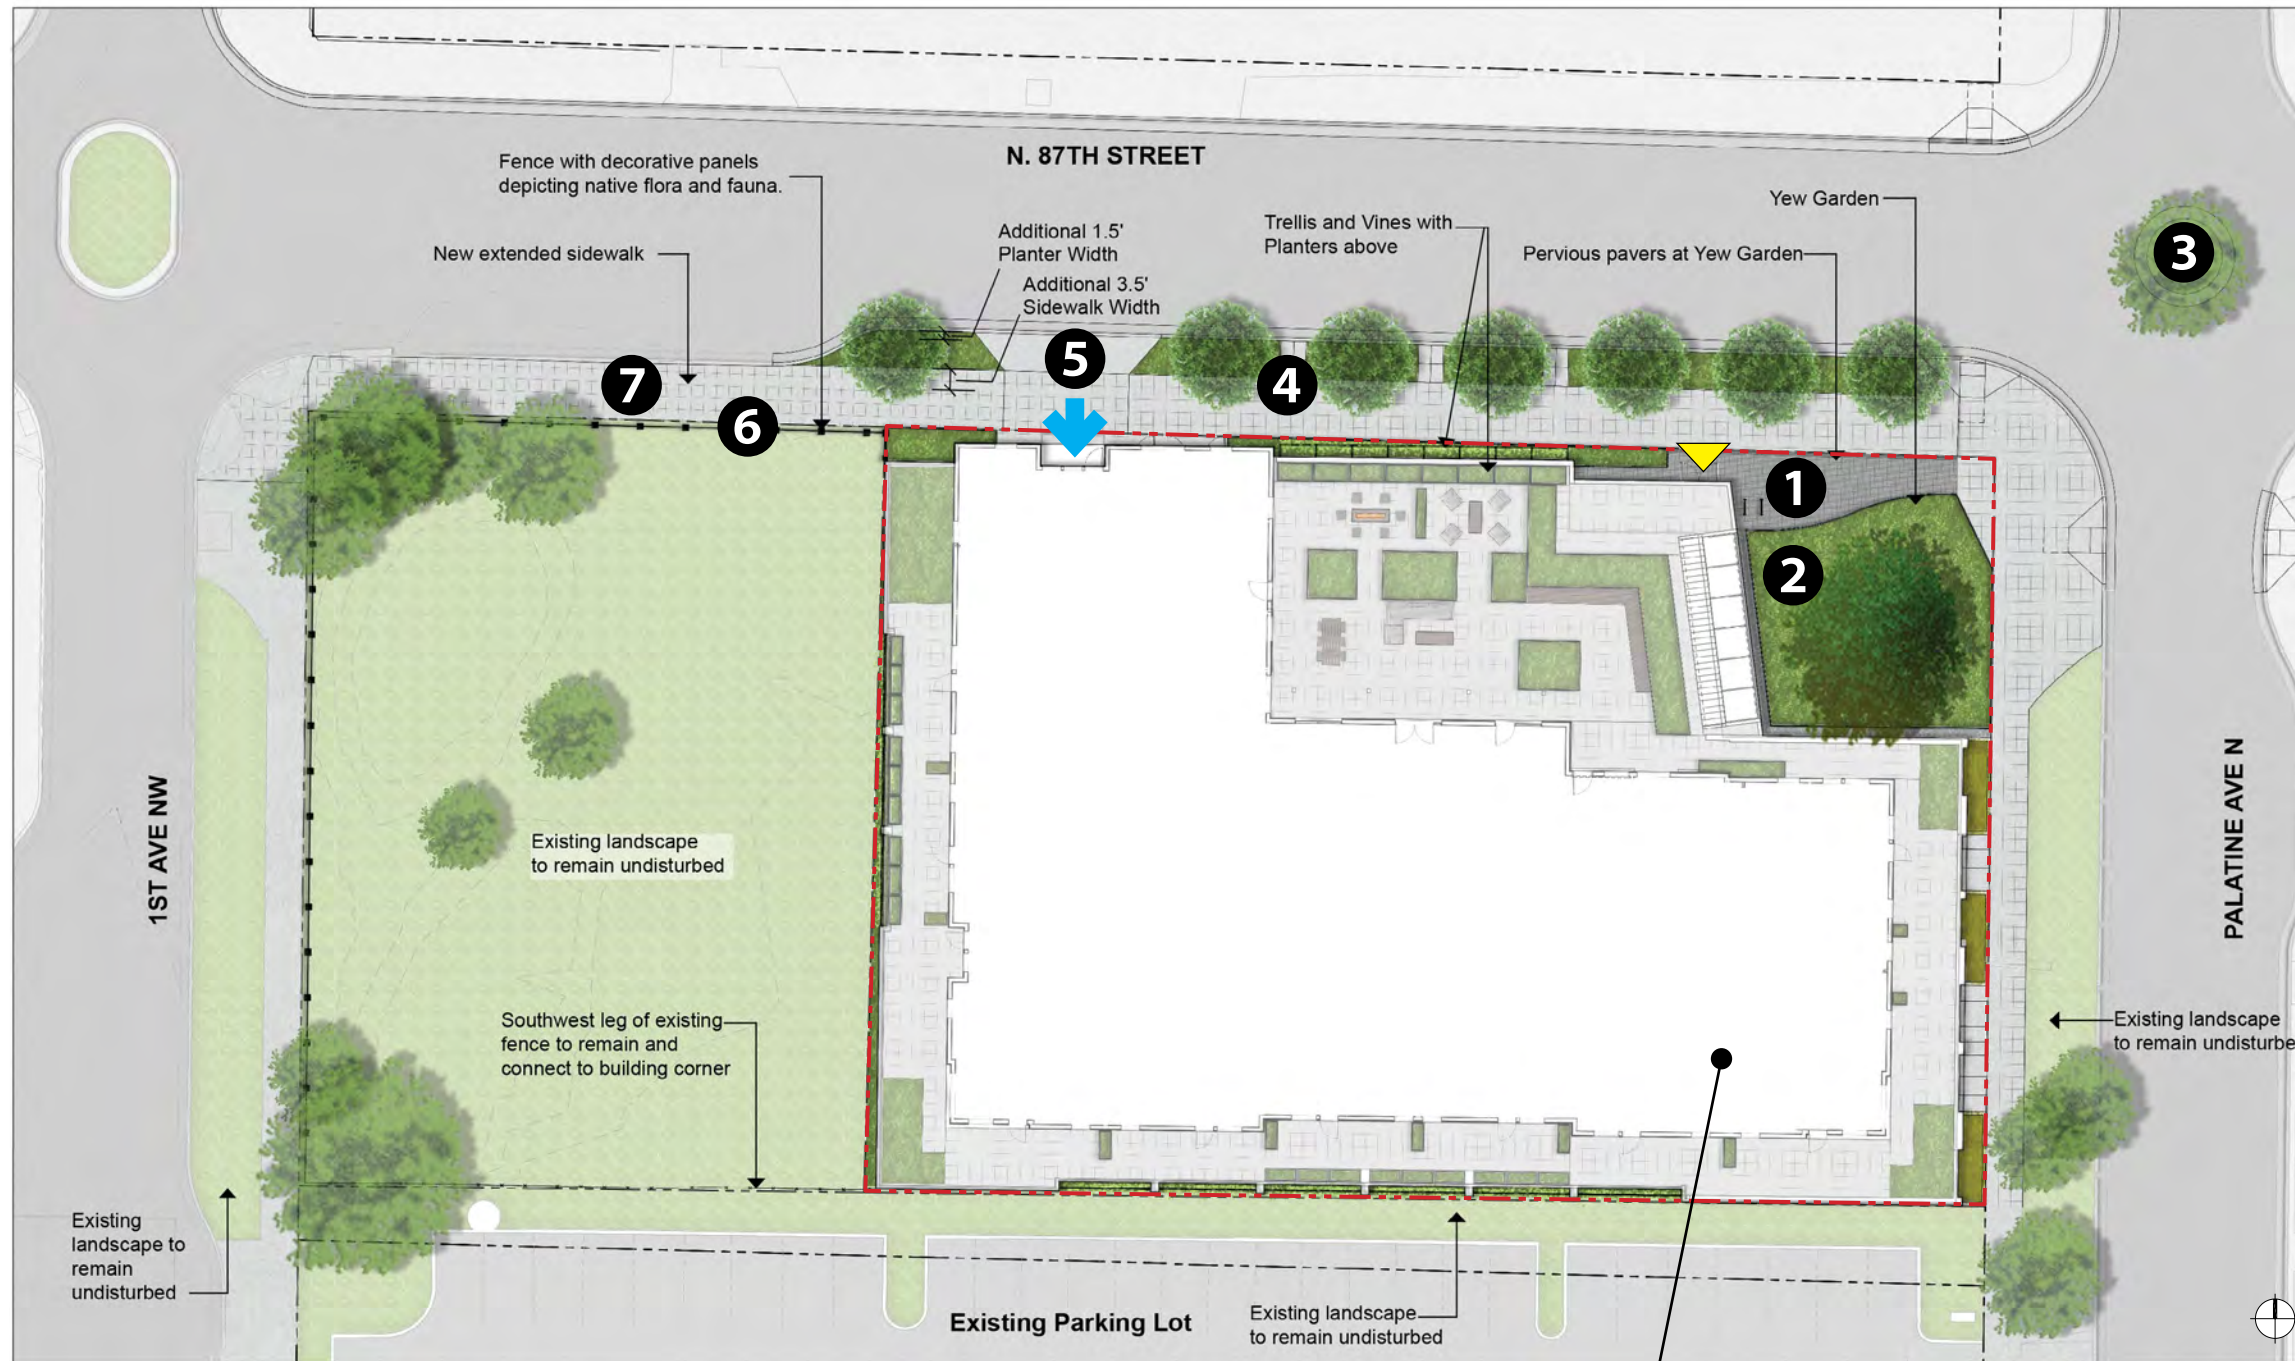 N. 87TH STREET
Fence with decorative panels
depicting native flora and fauna.
New extended sidewalk
Additional 1.5'
Planter Width
Additional 3.5'
Sidewalk Width
Trellis and Vines with
Planters above
Yew Garden
Pervious pavers at Yew Garden
3
5
7
4
6
1
2
1ST AVE NW
PALATINE AVE N
Existing landscape
to remain undisturbed
Southwest leg of existing
fence to remain and
connect to building corner
Existing landscape
to remain undisturbe
Existing
landscape to
remain
undisturbed
Existing Parking Lot
Existing landscape
to remain undisturbed